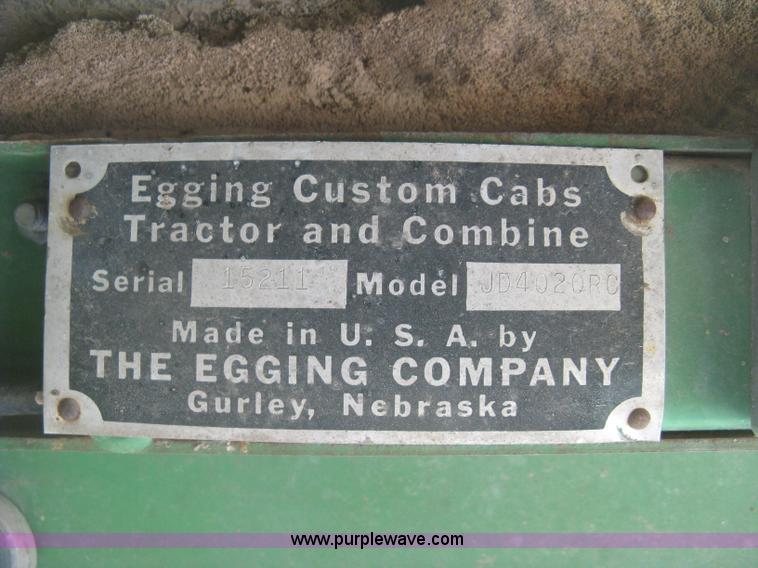 Egging Custom Cabs
Tractor and Combine
Serial 15211 Model JD4020RC
Made in U. S. A. by
THE EGGING COMPANY
Gurley, Nebraska
www.purplewave.com